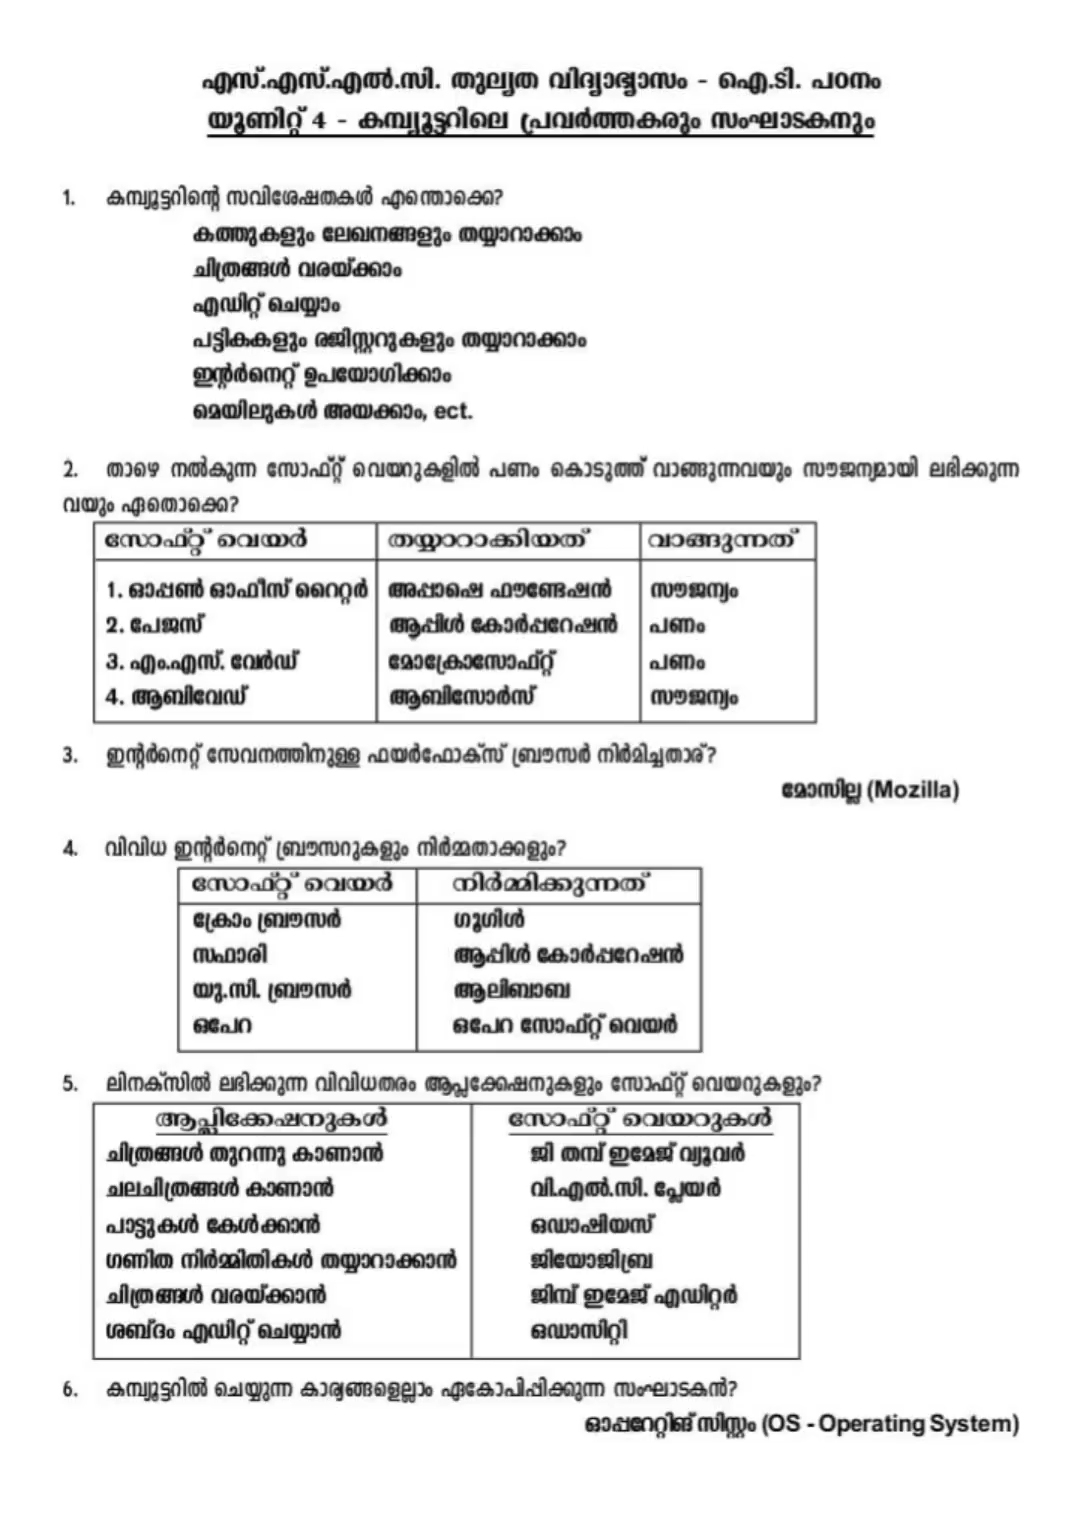 എസ്.എസ്.എൽ.സി. തുല്യത വിദ്യാഭ്യാസം - ഐ.ടി. പഠനം
യൂണിറ്റ് 4 - കമ്പ്യൂട്ടറിലെ പ്രവർത്തകരും സംഘാടകനും
1. കമ്പ്യൂട്ടറിന്റെ സവിശേഷതകൾ എന്തൊക്കെ?
കത്തുകളും ലേഖനങ്ങളും തയ്യാറാക്കാം
ചിത്രങ്ങൾ വരയ്ക്കാം
എഡിറ്റ് ചെയ്യാം
പട്ടികകളും രജിസ്റ്ററുകളും തയ്യാറാക്കാം
ഇന്റർനെറ്റ് ഉപയോഗിക്കാം
മെയിലുകൾ അയക്കാം, ect.
2. താഴെ നൽകുന്ന സോഫ്റ്റ് വെയറുകളിൽ പണം കൊടുത്ത് വാങ്ങുന്നവയും സൗജന്യമായി ലഭിക്കുന്ന
വയും ഏതൊക്കെ?
സോഫ്റ്റ് വെയർ തയ്യാറാക്കിയത് വാങ്ങുന്നത്
1. ഓപ്പൺ ഓഫീസ് റൈറ്റർ അപ്പാഷെ ഫൗണ്ടേഷൻ സൗജന്യം
2. പേജസ് ആപ്പിൾ കോർപ്പറേഷൻ പണം
3. എം.എസ്. വേർഡ് മോക്രോസോഫ്റ്റ് പണം
4. ആബിവേഡ് ആബിസോർസ് സൗജന്യം
3. ഇന്റർനെറ്റ് സേവനത്തിനുള്ള ഫയർഫോക്സ് ബ്രൗസർ നിർമിച്ചതാര്?
മോസില്ല (Mozilla)
4. വിവിധ ഇന്റർനെറ്റ് ബ്രൗസറുകളും നിർമ്മതാക്കളും?
സോഫ്റ്റ് വെയർ നിർമ്മിക്കുന്നത്
ക്രോം ബ്രൗസർ ഗൂഗിൾ
സഫാരി ആപ്പിൾ കോർപ്പറേഷൻ
യു.സി. ബ്രൗസർ ആലിബാബ
ഒപേറ ഒപേറ സോഫ്റ്റ് വെയർ
5. ലിനക്സിൽ ലഭിക്കുന്ന വിവിധതരം ആപ്ലക്കേഷനുകളും സോഫ്റ്റ് വെയറുകളും?
ആപ്ലിക്കേഷനുകൾ സോഫ്റ്റ് വെയറുകൾ
ചിത്രങ്ങൾ തുറന്നു കാണാൻ ജി തമ്പ് ഇമേജ് വ്യൂവർ
ചലചിത്രങ്ങൾ കാണാൻ വി.എൽ.സി. പ്ലേയർ
പാട്ടുകൾ കേൾക്കാൻ ഒഡാഷിയസ്
ഗണിത നിർമ്മിതികൾ തയ്യാറാക്കാൻ ജിയോജിബ്ര
ചിത്രങ്ങൾ വരയ്ക്കാൻ ജിമ്പ് ഇമേജ് എഡിറ്റർ
ശബ്ദം എഡിറ്റ് ചെയ്യാൻ ഒഡാസിറ്റി
6. കമ്പ്യൂട്ടറിൽ ചെയ്യുന്ന കാര്യങ്ങളെല്ലാം ഏകോപിപ്പിക്കുന്ന സംഘാടകൻ?
ഓപ്പറേറ്റിങ് സിസ്റ്റം (OS - Operating System)